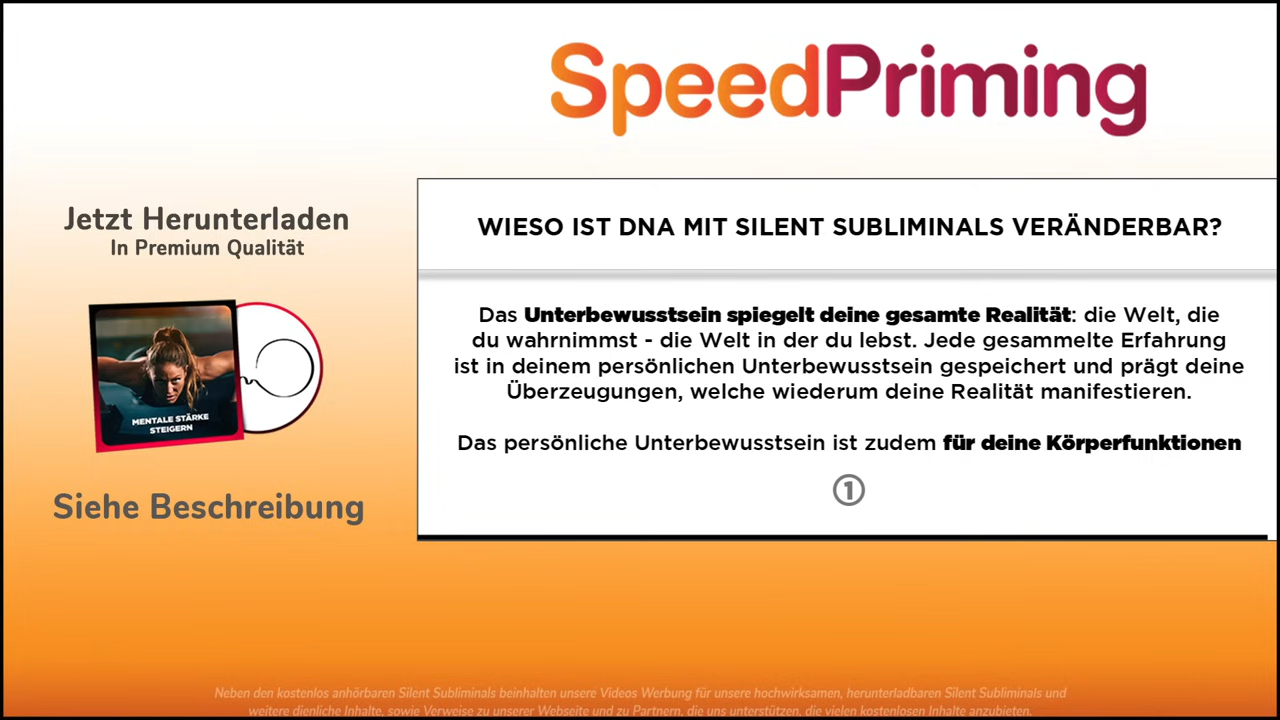 SpeedPriming
Jetzt Herunterladen
In Premium Qualität
MENTALE STÄRKE
STEIGERN
Siehe Beschreibung
WIESO IST DNA MIT SILENT SUBLIMINALS VERÄNDERBAR?
Das Unterbewusstsein spiegelt deine gesamte Realität: die Welt, die
du wahrnimmst - die Welt in der du lebst. Jede gesammelte Erfahrung
ist in deinem persönlichen Unterbewusstsein gespeichert und prägt deine
Überzeugungen, welche wiederum deine Realität manifestieren.
Das persönliche Unterbewusstsein ist zudem für deine Körperfunktionen
①
Neben den kostenlos anhörbaren Silent Subliminals beinhalten unsere Videos Werbung für unsere hochwirksamen, herunterladbaren Silent Subliminals und
weitere dienliche Inhalte, sowie Verweise zu unserer Webseite und zu Partnern, die uns unterstützen, die vielen kostenlosen Inhalte anzubieten.